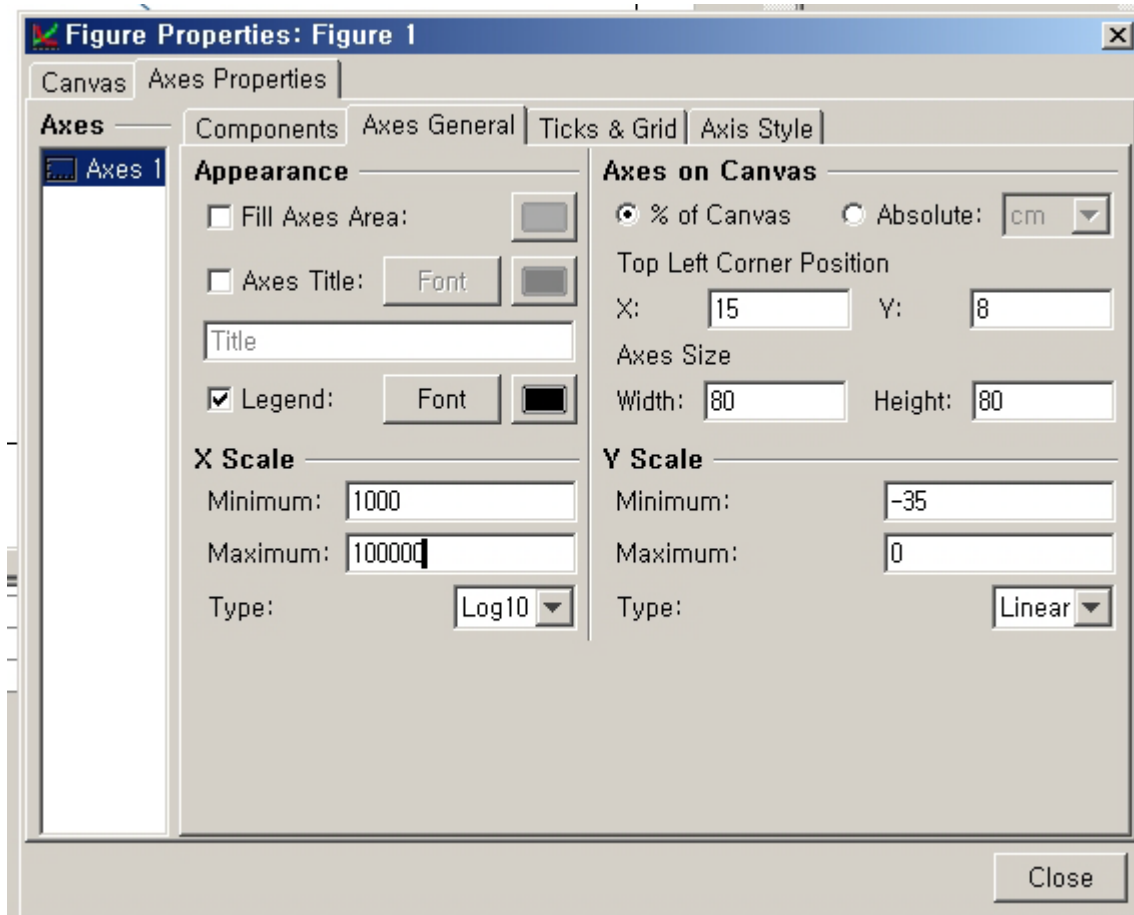 Figure Properties: Figure 1
Canvas Axes Properties
Axes
Axes 1
Components Axes General Ticks & Grid Axis Style
Appearance
Fill Axes Area:
Axes Title: Font
Title
Legend: Font
Axes on Canvas
% of Canvas Absolute: cm
Top Left Corner Position
X: 15 Y: 8
Axes Size
Width: 80 Height: 80
X Scale
Minimum: 1000
Maximum: 100000
Type: Log10
Y Scale
Minimum: -35
Maximum: 0
Type: Linear
Close